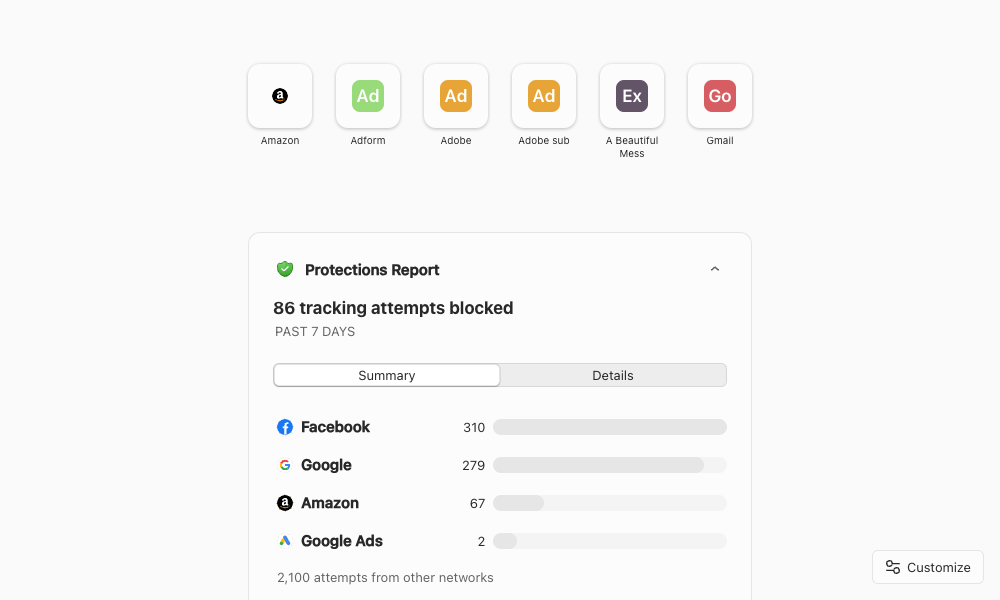 a
Ad
Ad
Ad
Ex
Go
Amazon
Adform
Adobe
Adobe sub
A Beautiful
Mess
Gmail
Protections Report
86 tracking attempts blocked
PAST 7 DAYS
Summary
Details
Facebook 310
Google 279
a Amazon 67
Google Ads 2
2,100 attempts from other networks
Customize